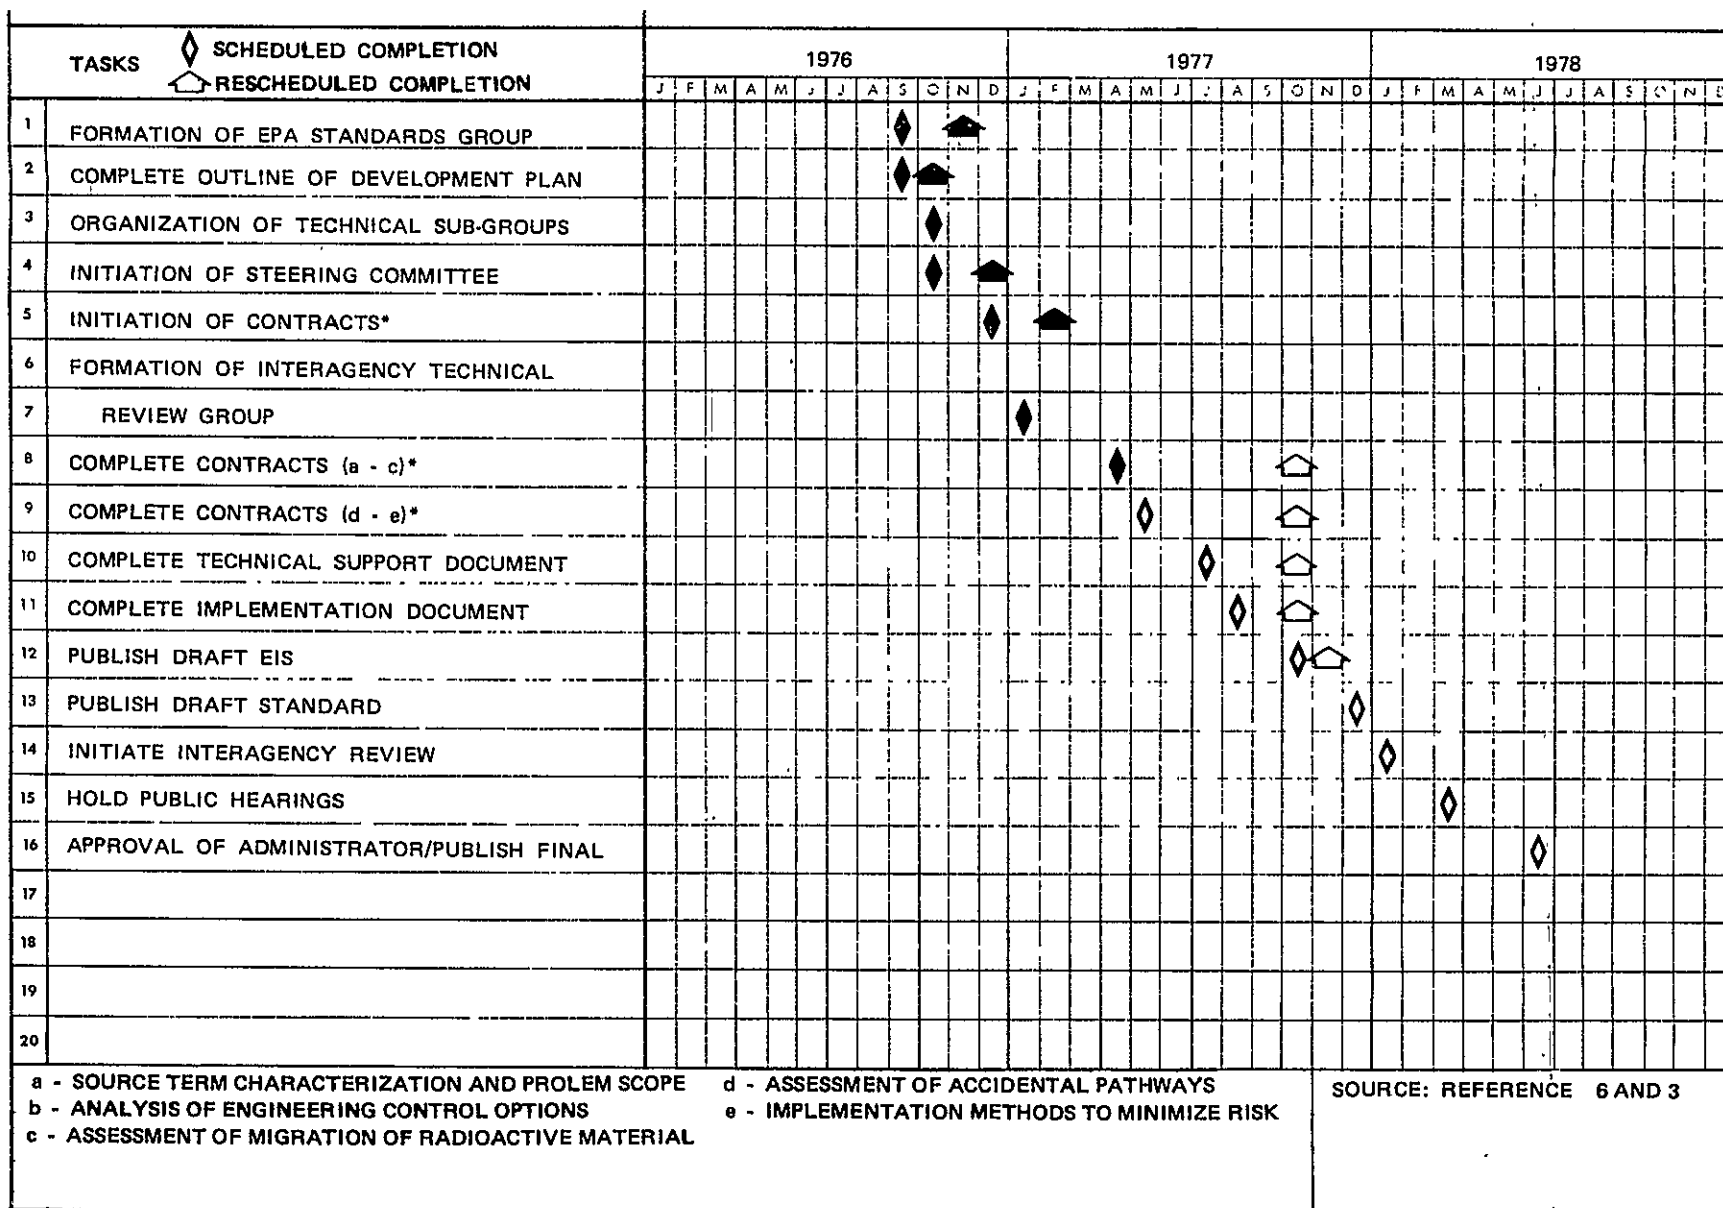 TASKS
SCHEDULED COMPLETION
RESCHEDULED COMPLETION
1976 1977 1978
J F M A M J J A S O N D J F M A M J J A S O N D J F M A M J J A S O N D
1 FORMATION OF EPA STANDARDS GROUP
2 COMPLETE OUTLINE OF DEVELOPMENT PLAN
3 ORGANIZATION OF TECHNICAL SUB-GROUPS
4 INITIATION OF STEERING COMMITTEE
5 INITIATION OF CONTRACTS*
6 FORMATION OF INTERAGENCY TECHNICAL
7 REVIEW GROUP
8 COMPLETE CONTRACTS (a - c)*
9 COMPLETE CONTRACTS (d - e)*
10 COMPLETE TECHNICAL SUPPORT DOCUMENT
11 COMPLETE IMPLEMENTATION DOCUMENT
12 PUBLISH DRAFT EIS
13 PUBLISH DRAFT STANDARD
14 INITIATE INTERAGENCY REVIEW
15 HOLD PUBLIC HEARINGS
16 APPROVAL OF ADMINISTRATOR/PUBLISH FINAL
17
18
19
20
a - SOURCE TERM CHARACTERIZATION AND PROLEM SCOPE
b - ANALYSIS OF ENGINEERING CONTROL OPTIONS
c - ASSESSMENT OF MIGRATION OF RADIOACTIVE MATERIAL
d - ASSESSMENT OF ACCIDENTAL PATHWAYS
e - IMPLEMENTATION METHODS TO MINIMIZE RISK
SOURCE: REFERENCE 6 AND 3